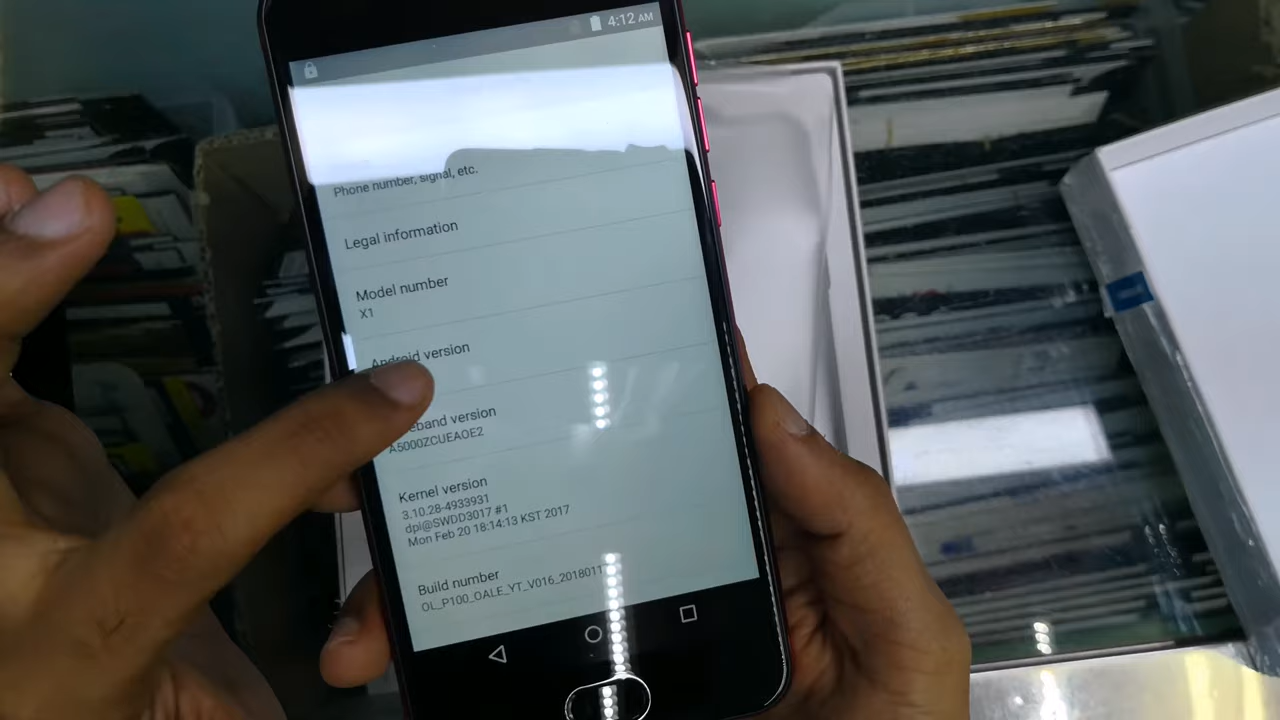 4:12 AM
Phone number, signal, etc.
Legal information
Model number
X1
Android version
eband version
A5000ZCUEAOE2
Kernel version
3.10.28-4933931
dpi@SWDD3017 #1
Mon Feb 20 18:14:13 KST 2017
Build number
OL_P100_OALE_YT_V016_2018011